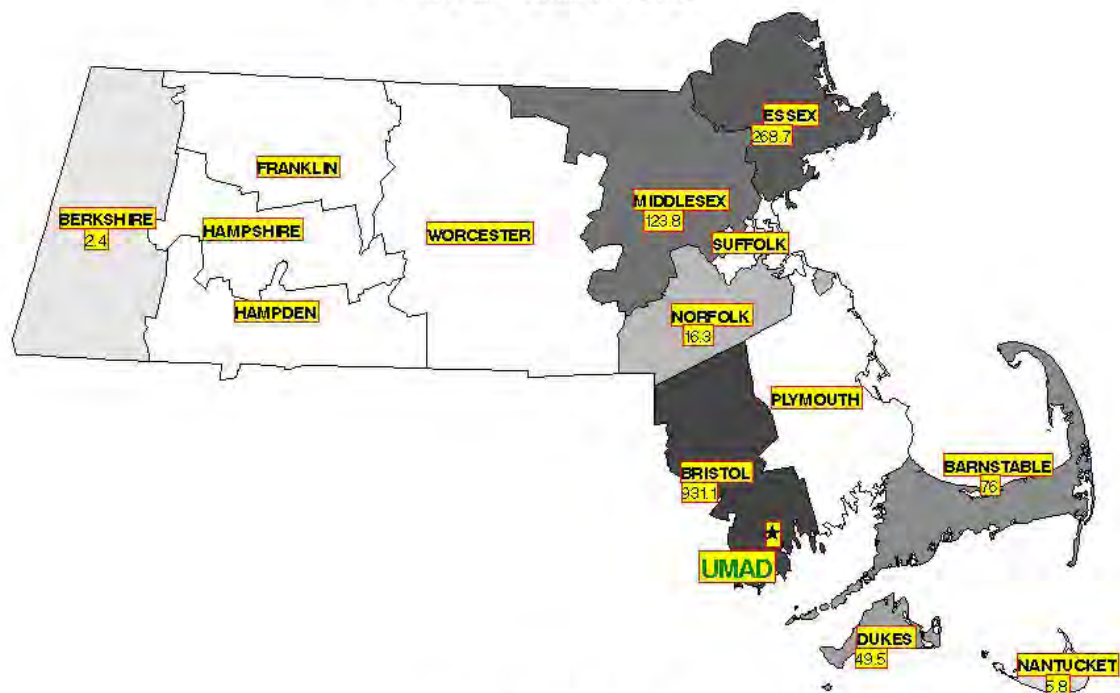 ESSEX
268.7
FRANKLIN
MIDDLESEX
123.8
BERKSHIRE
2.4
HAMPSHIRE
WORCESTER
SUFFOLK
HAMPDEN
NORFOLK
16.3
PLYMOUTH
BRISTOL
931.1
BARNSTABLE
76
UMAD
DUKES
49.5
NANTUCKET
5.8